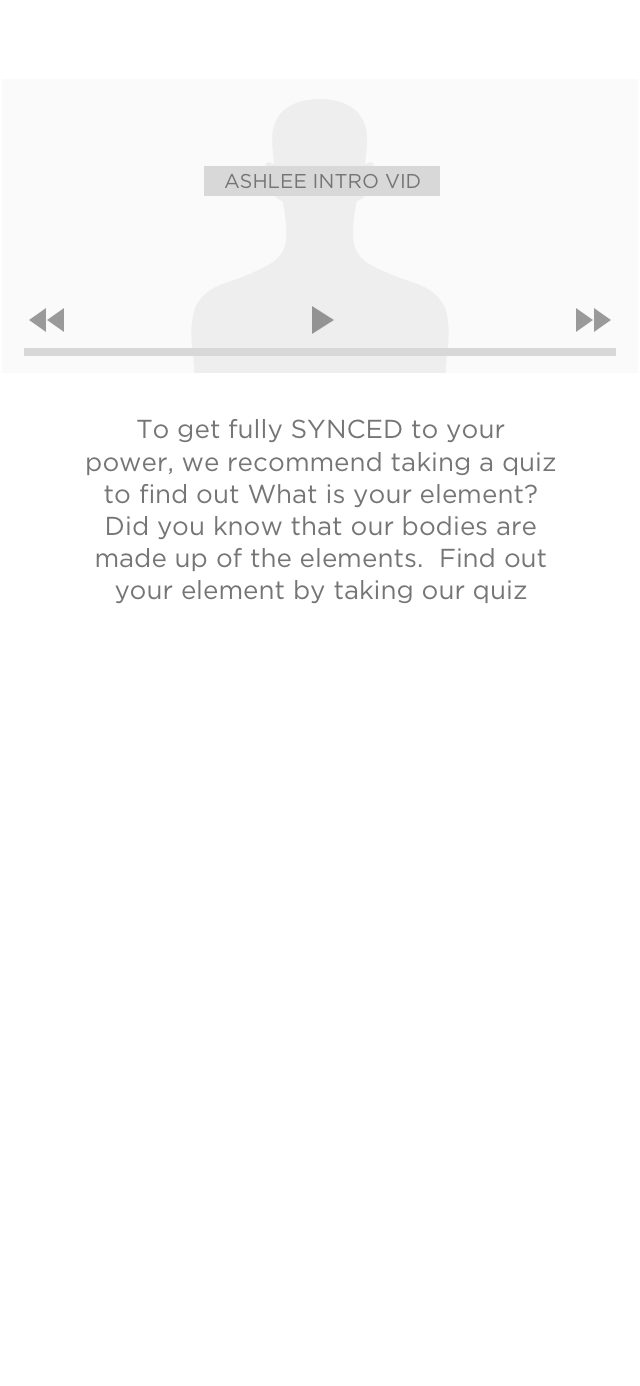 ASHLEE INTRO VID
To get fully SYNCED to your
power, we recommend taking a quiz
to find out What is your element?
Did you know that our bodies are
made up of the elements.  Find out
your element by taking our quiz